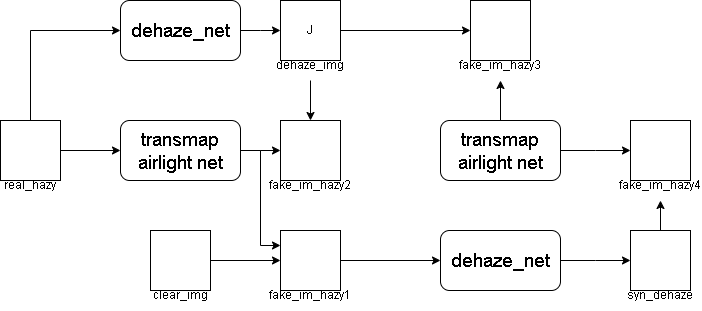 dehaze_net
J
dehaze_img
fake_im_hazy3
transmap
airlight net
real_hazy
fake_im_hazy2
transmap
airlight net
fake_im_hazy4
clear_img
fake_im_hazy1
dehaze_net
syn_dehaze